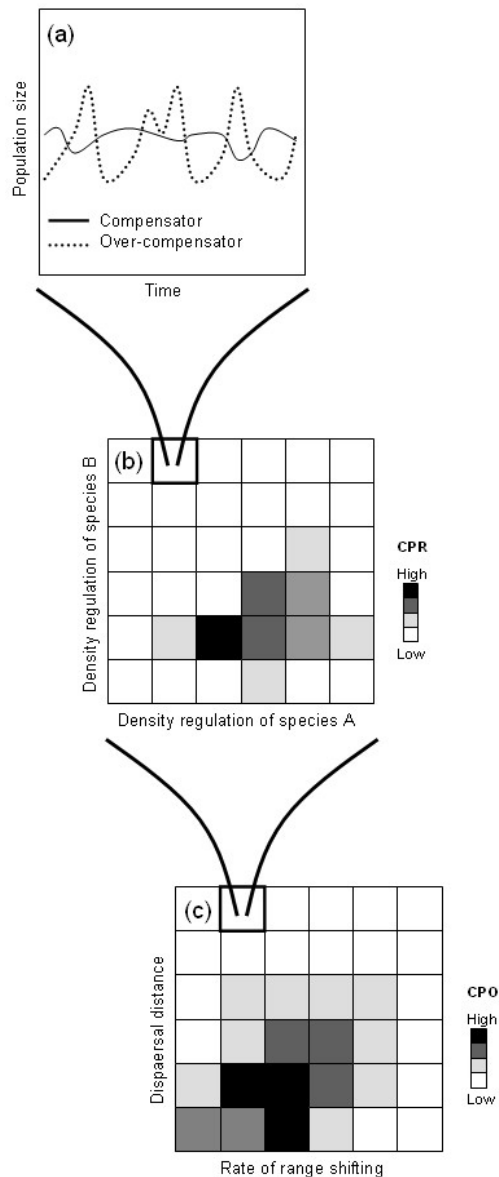 (a)
Population size
Compensator
Over-compensator
Time
(b)
Density regulation of species B
CPR
High
Low
Density regulation of species A
(c)
Dispaersal distance
CPO
High
Low
Rate of range shifting